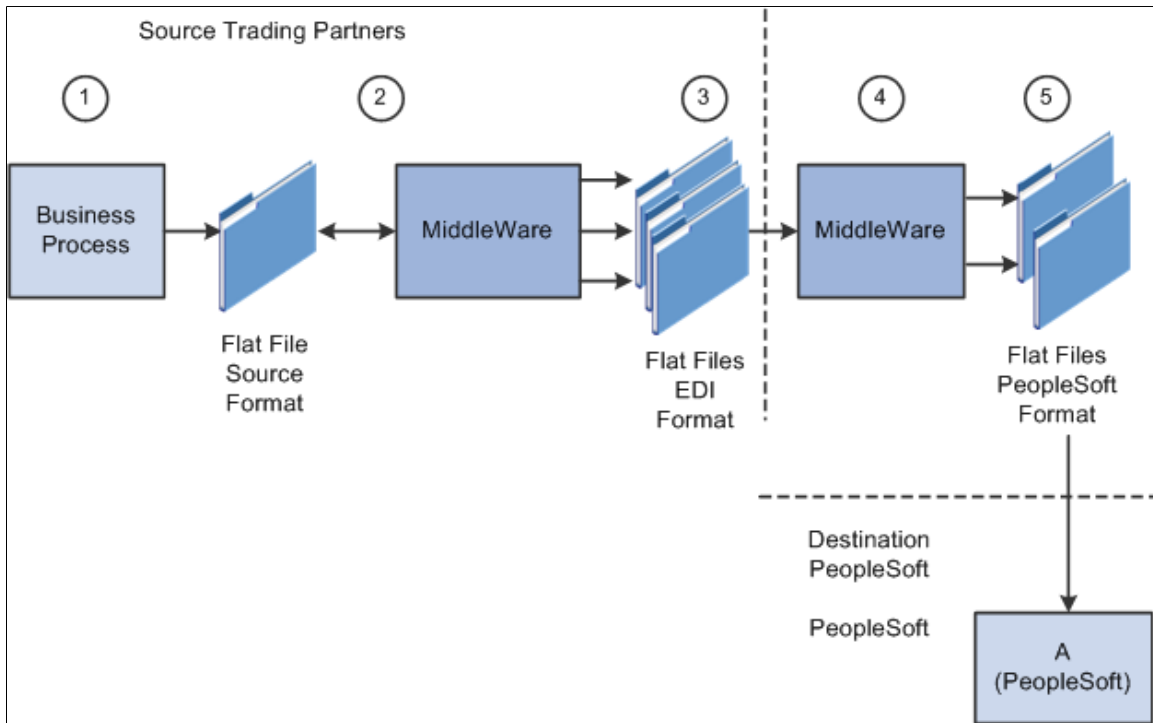 Source Trading Partners
1
2
3
4
5
Business
Process
MiddleWare
MiddleWare
Flat File
Source
Format
Flat Files
EDI
Format
Flat Files
PeopleSoft
Format
Destination
PeopleSoft
PeopleSoft
A
(PeopleSoft)